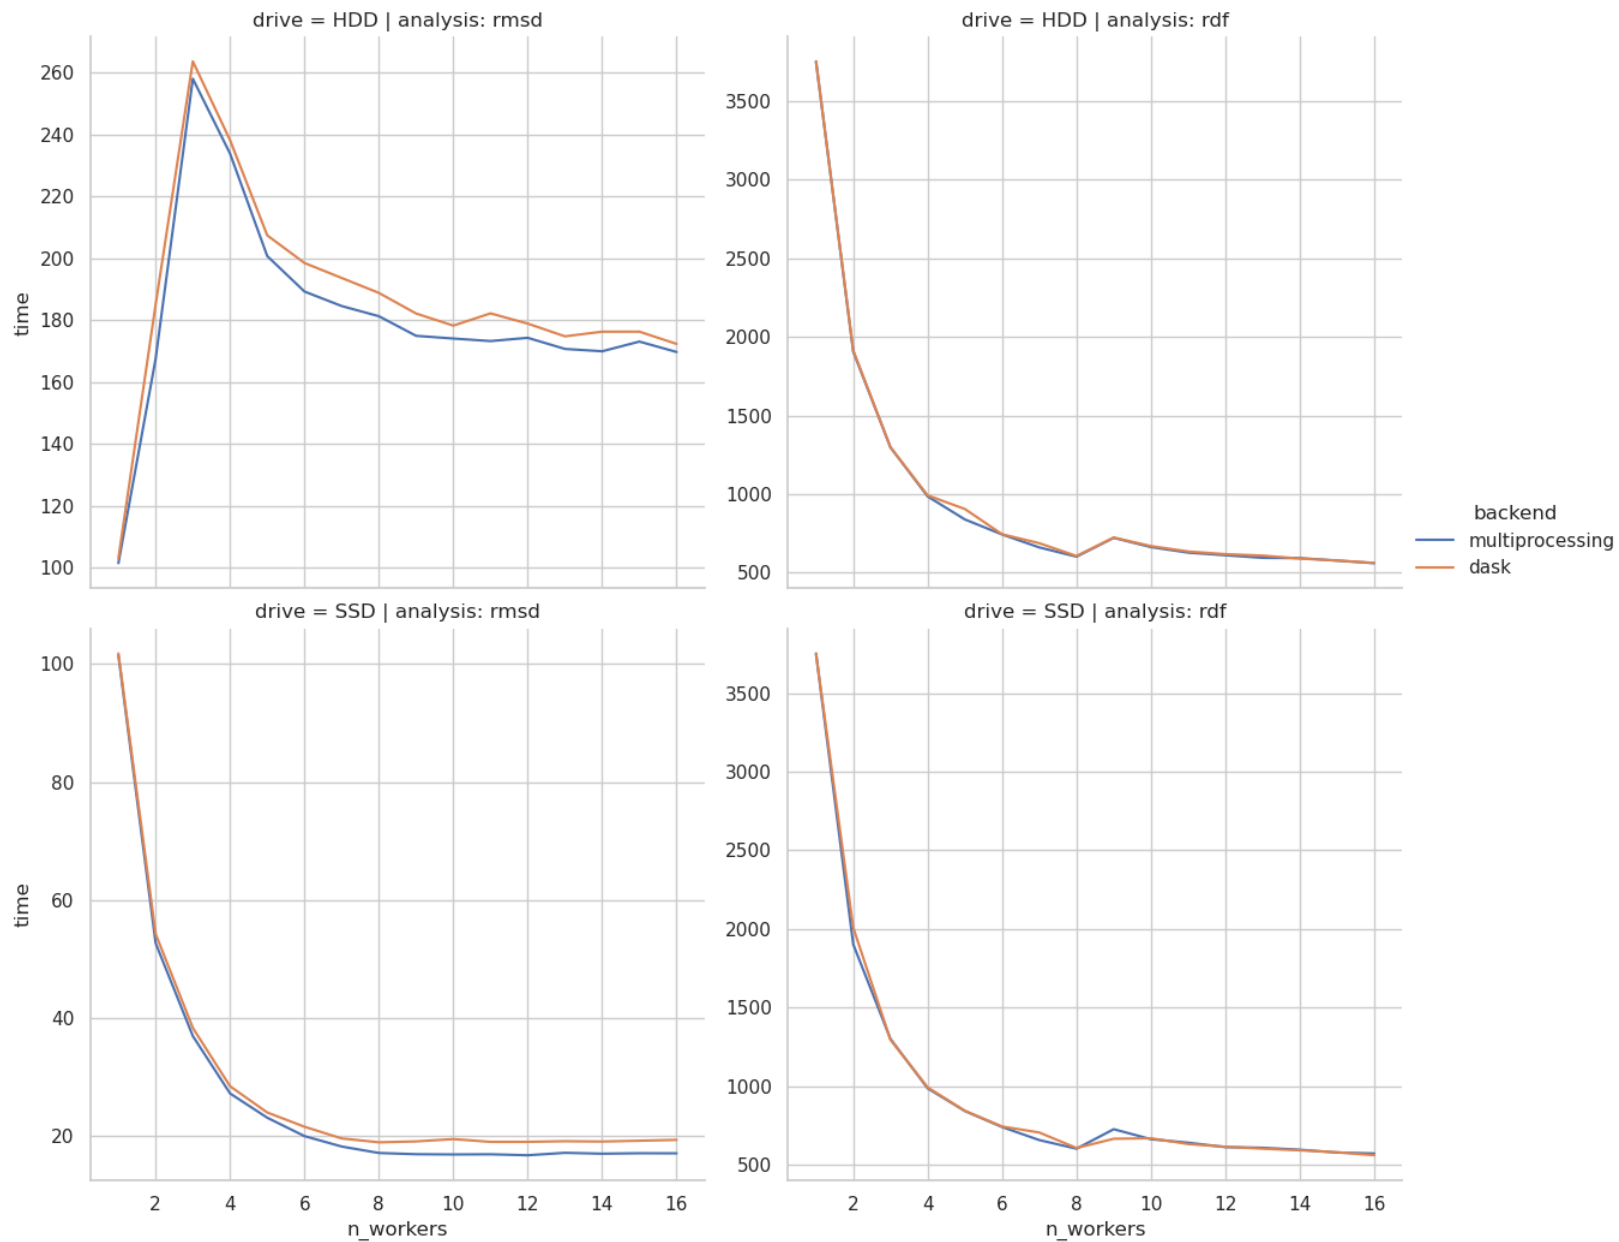 drive = HDD | analysis: rmsd
260
240
220
200
180
160
140
120
100
time
drive = HDD | analysis: rdf
3500
3000
2500
2000
1500
1000
500
backend
multiprocessing
dask
drive = SSD | analysis: rmsd
100
80
60
40
20
time
2 4 6 8 10 12 14 16
n_workers
drive = SSD | analysis: rdf
3500
3000
2500
2000
1500
1000
500
2 4 6 8 10 12 14 16
n_workers